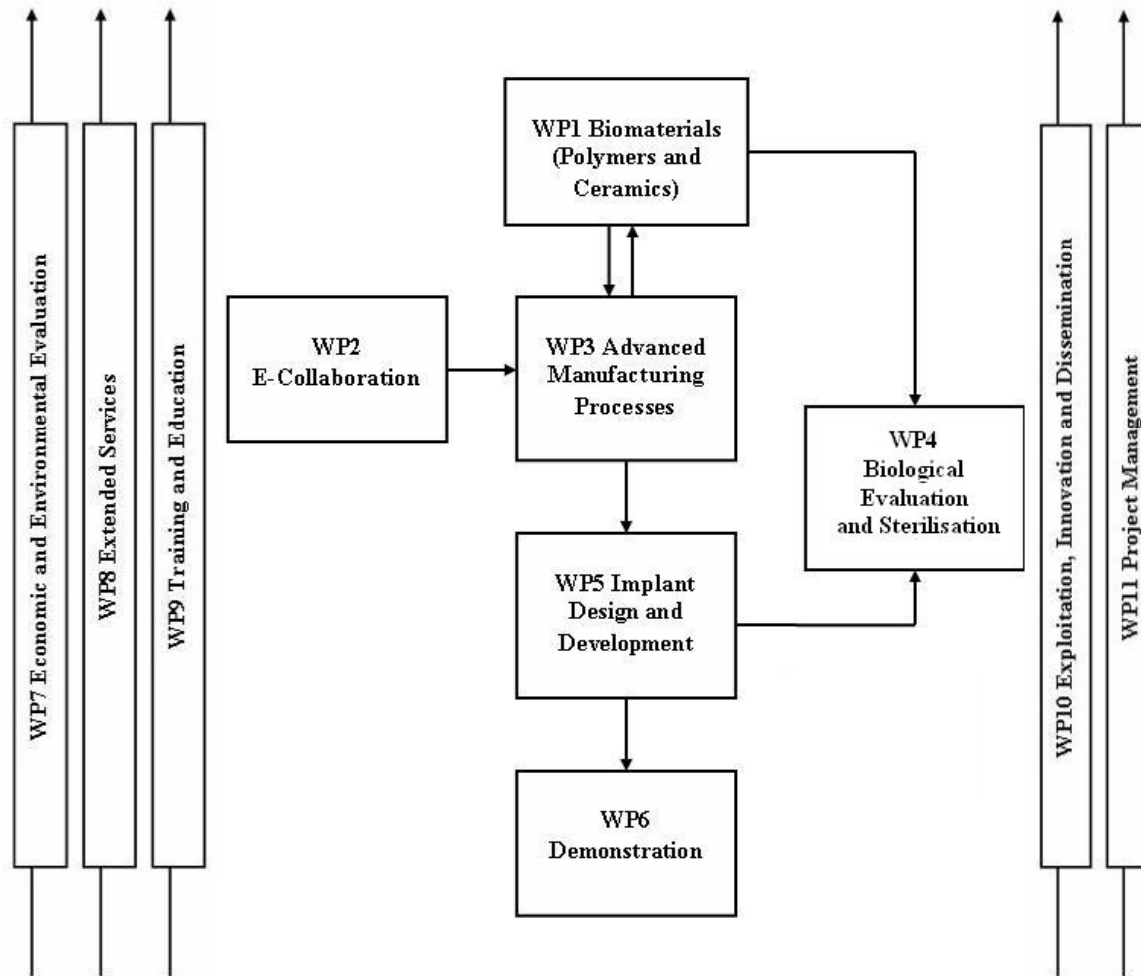 WP7 Economic and Environmental Evaluation
WP8 Extended Services
WP9 Training and Education
WP1 Biomaterials
(Polymers and
Ceramics)
WP2
E-Collaboration
WP3 Advanced
Manufacturing
Processes
WP4
Biological
Evaluation
and Sterilisation
WP5 Implant
Design and
Development
WP6
Demonstration
WP10 Exploitation, Innovation and Dissemination
WP11 Project Management